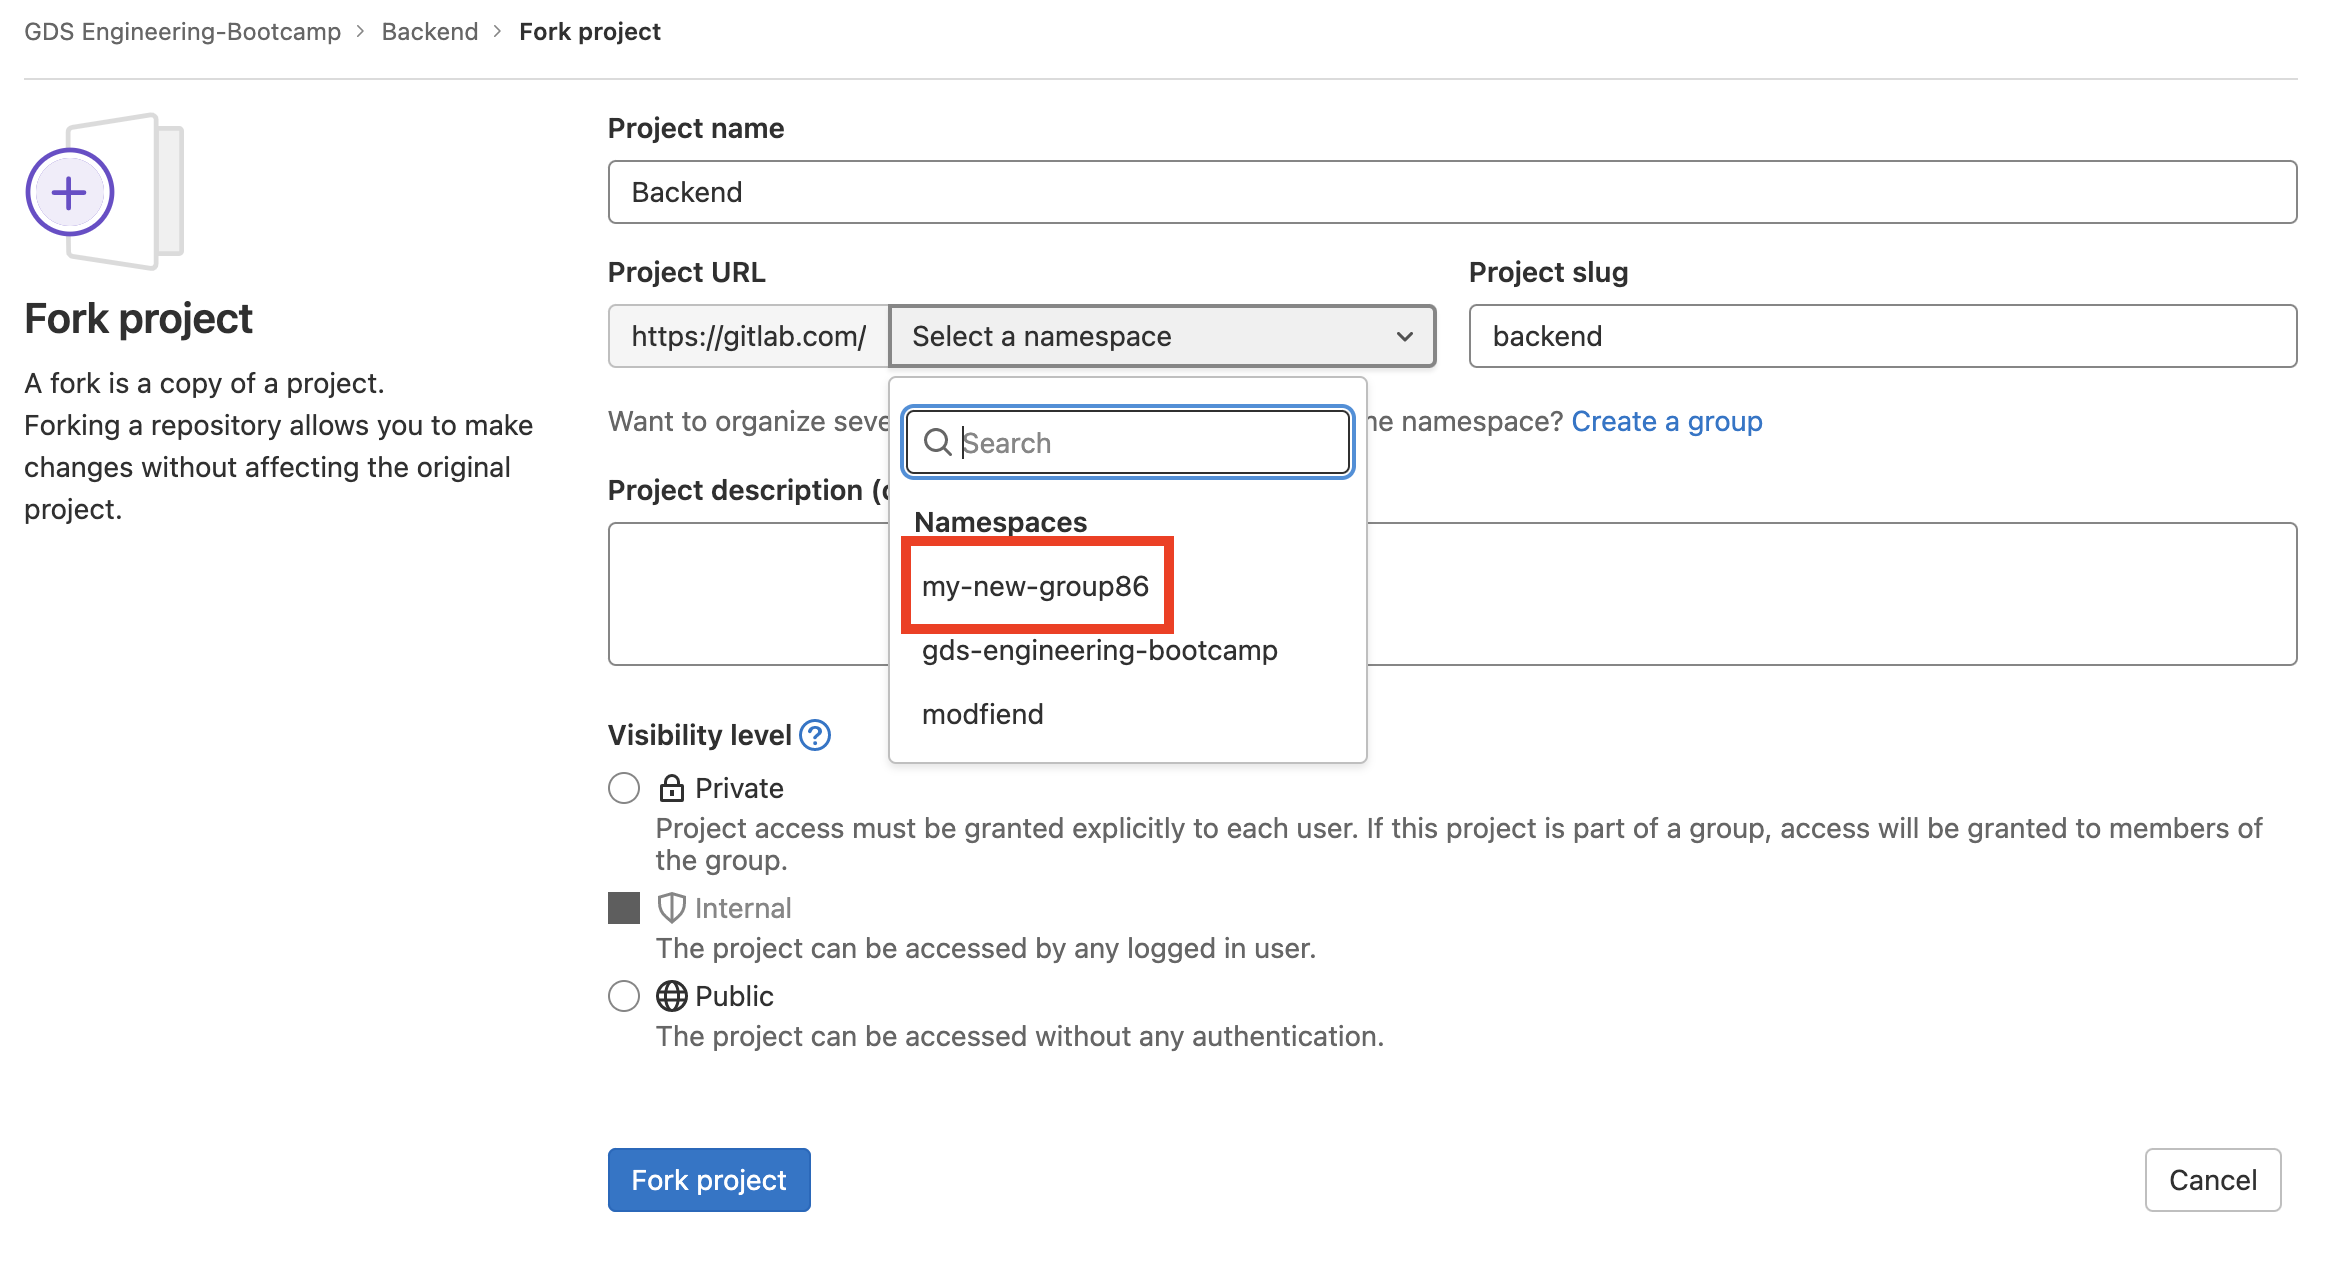 GDS Engineering-Bootcamp > Backend > Fork project
Fork project
A fork is a copy of a project.
Forking a repository allows you to make
changes without affecting the original
project.
Project name
Backend
Project URL
https://gitlab.com/
Select a namespace
Project slug
backend
Want to organize namespace? Create a group
Search
Project description
Namespaces
my-new-group86
gds-engineering-bootcamp
modfiend
Visibility level ?
Private
Project access must be granted explicitly to each user. If this project is part of a group, access will be granted to members of
the group.
Internal
The project can be accessed by any logged in user.
Public
The project can be accessed without any authentication.
Fork project
Cancel